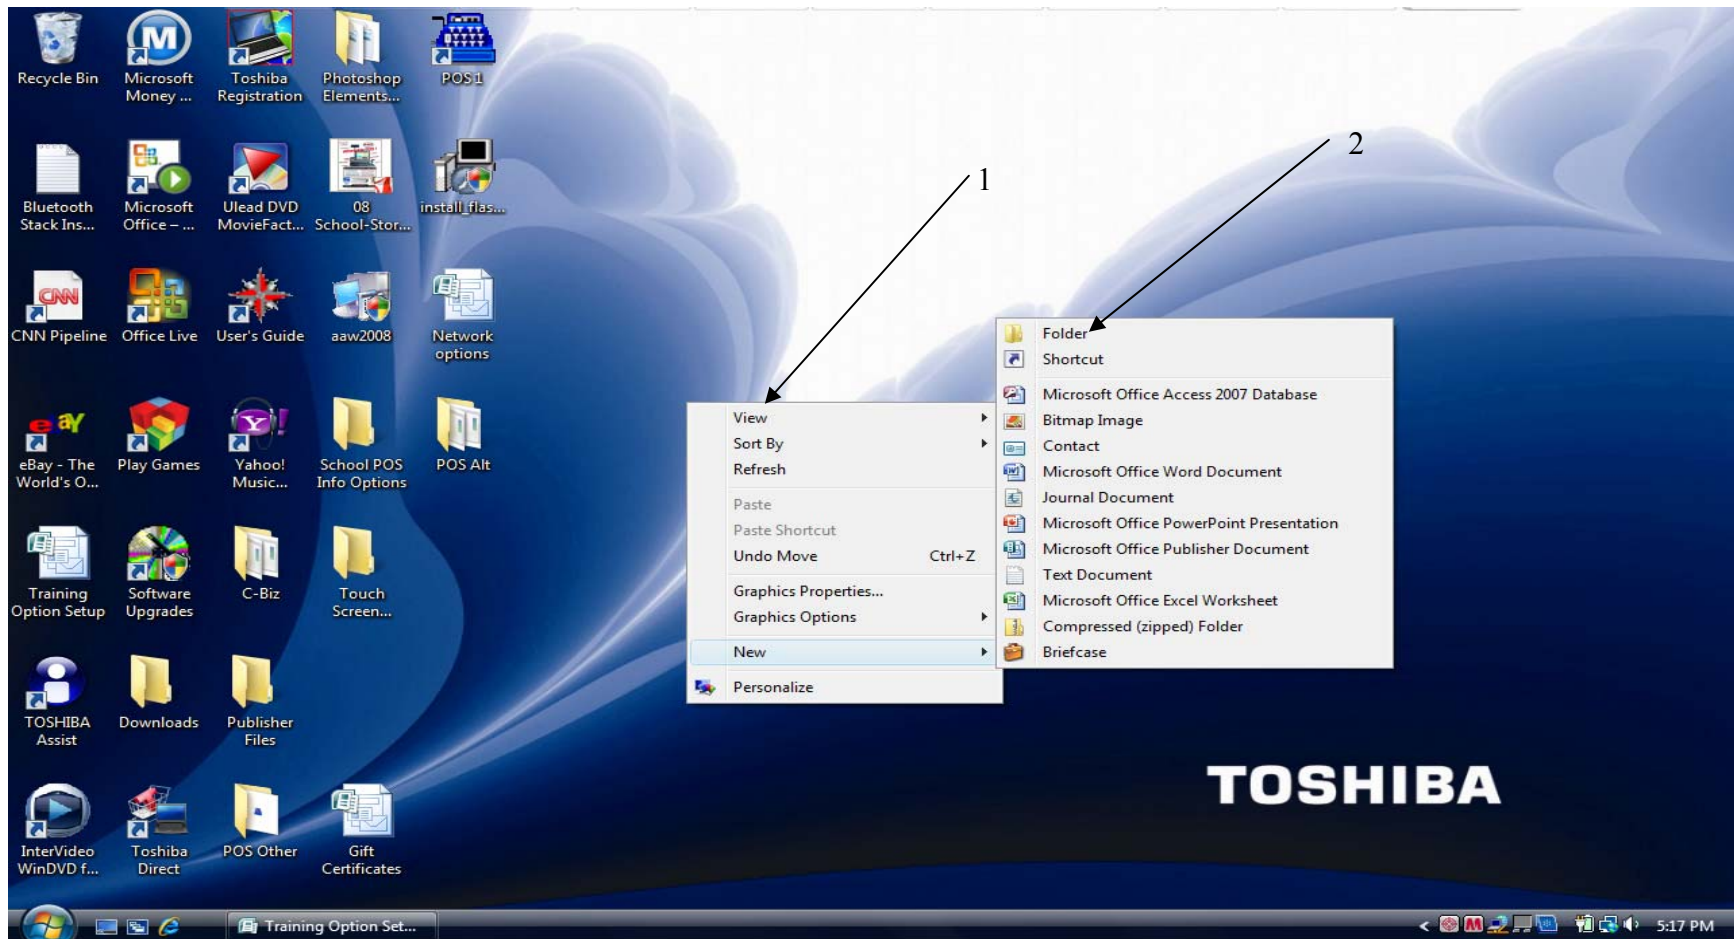 Recycle Bin
Microsoft
Money ...
Toshiba
Registration
Photoshop
Elements...
POS1
Bluetooth
Stack Ins...
Microsoft
Office – ...
Ulead DVD
MovieFact...
08
School-Stor...
install_flas...
CNN
CNN Pipeline
Office Live
User's Guide
aaw2008
Network
options
ebay
eBay - The
World's O...
Play Games
Y!
Yahoo!
Music...
School POS
Info Options
POS Alt
Training
Option Setup
Software
Upgrades
C-Biz
Touch
Screen...
TOSHIBA
Assist
Downloads
Publisher
Files
InterVideo
WinDVD f...
Toshiba
Direct
POS Other
Gift
Certificates
1
2
View
Sort By
Refresh
Paste
Paste Shortcut
Undo Move Ctrl+Z
Graphics Properties...
Graphics Options
New
Personalize
Folder
Shortcut
Microsoft Office Access 2007 Database
Bitmap Image
Contact
Microsoft Office Word Document
Journal Document
Microsoft Office PowerPoint Presentation
Microsoft Office Publisher Document
Text Document
Microsoft Office Excel Worksheet
Compressed (zipped) Folder
Briefcase
TOSHIBA
Training Option Set...
5:17 PM